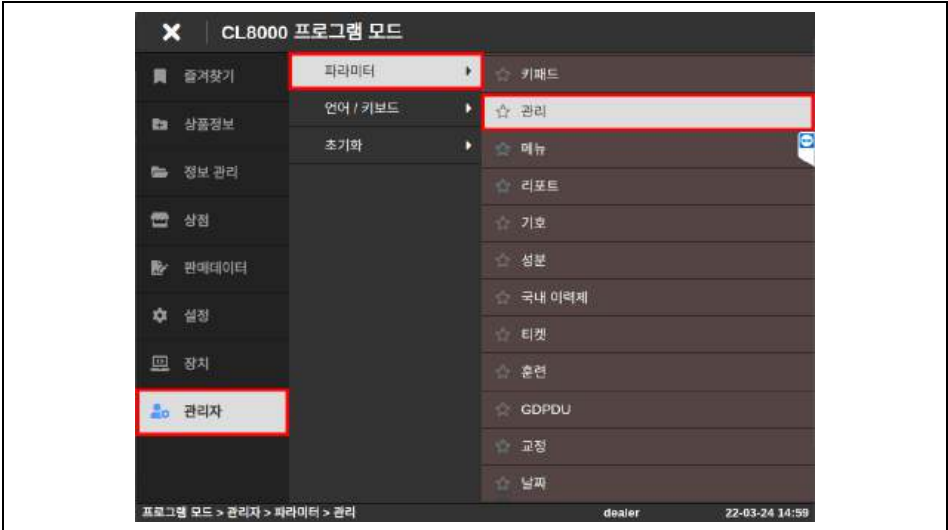 CL8000 프로그램 모드
즐겨찾기
상품정보
정보 관리
상점
판매데이터
설정
장치
관리자
파라미터
언어 / 키보드
초기화
키패드
관리
메뉴
리포트
기호
성분
국내 이력제
티켓
훈련
GDPDU
교정
날짜
프로그램 모드 > 관리자 > 파라미터 > 관리
dealer
22-03-24 14:59